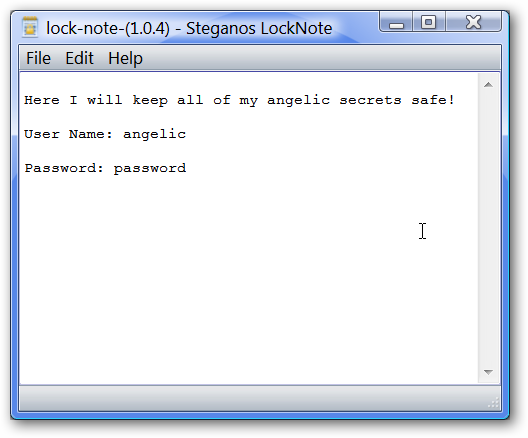 lock-note-(1.0.4) - Steganos LockNote
File Edit Help
Here I will keep all of my angelic secrets safe!
User Name: angelic
Password: password